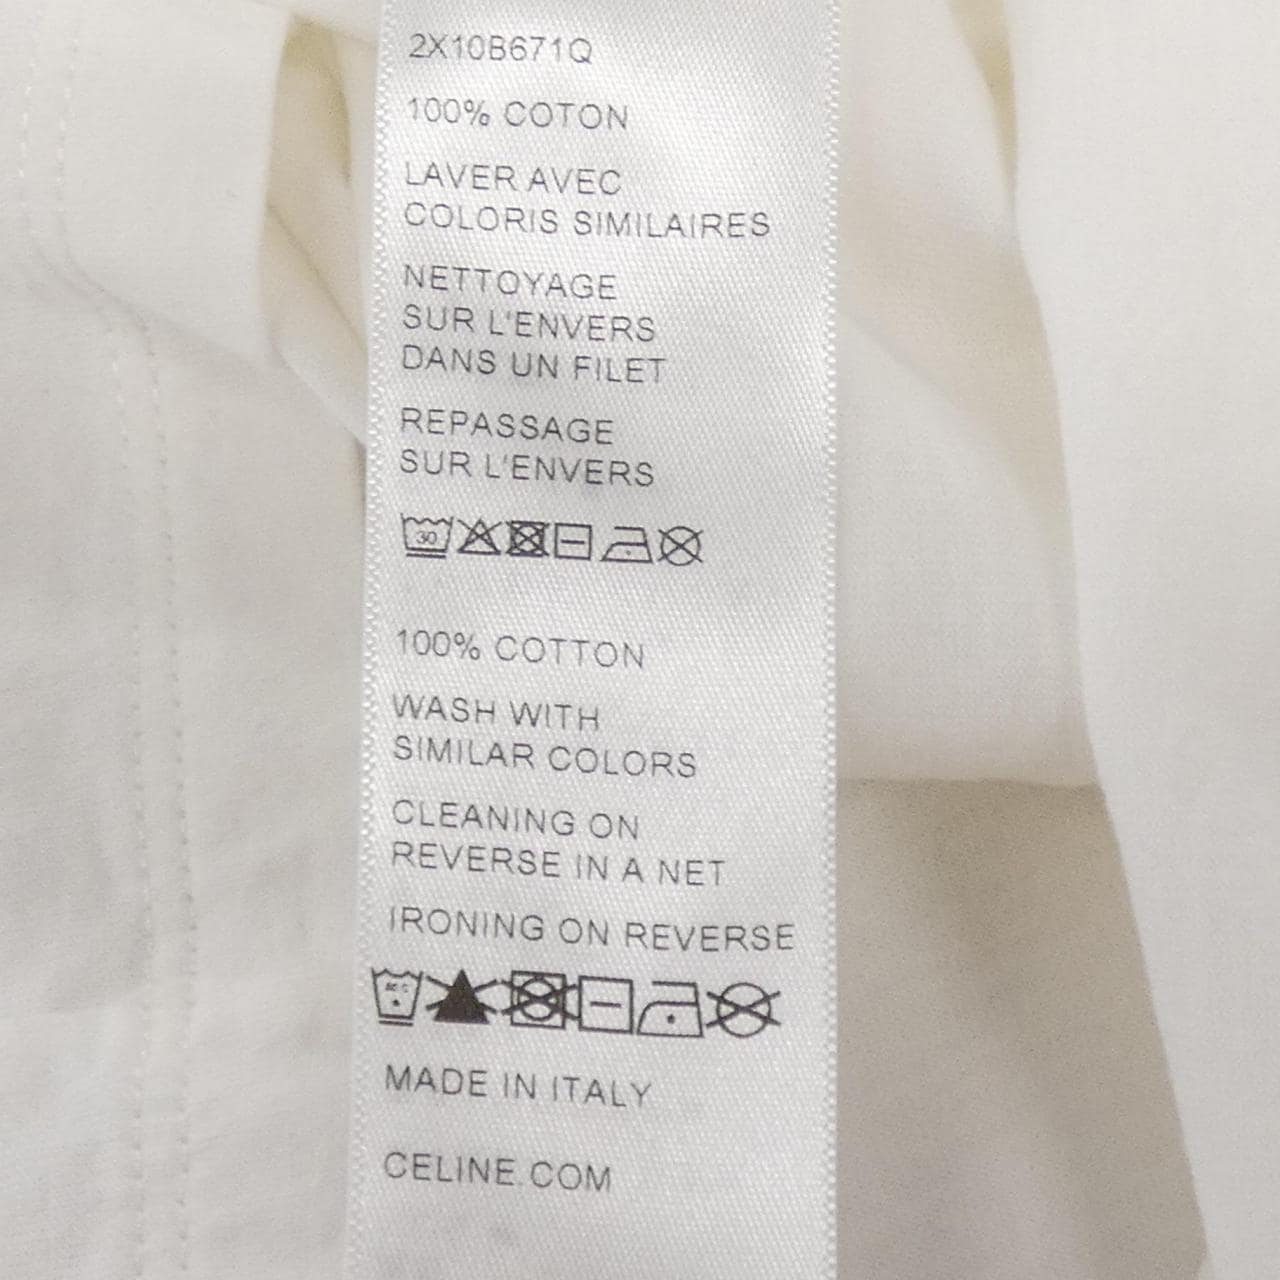 2X10B671Q
100% COTON
LAVER AVEC
COLORIS SIMILAIRES
NETTOYAGE
SUR L'ENVERS
DANS UN FILET
REPASSAGE
SUR L'ENVERS
30
100% COTTON
WASH WITH
SIMILAR COLORS
CLEANING ON
REVERSE IN A NET
IRONING ON REVERSE
MADE IN ITALY
CELINE.COM